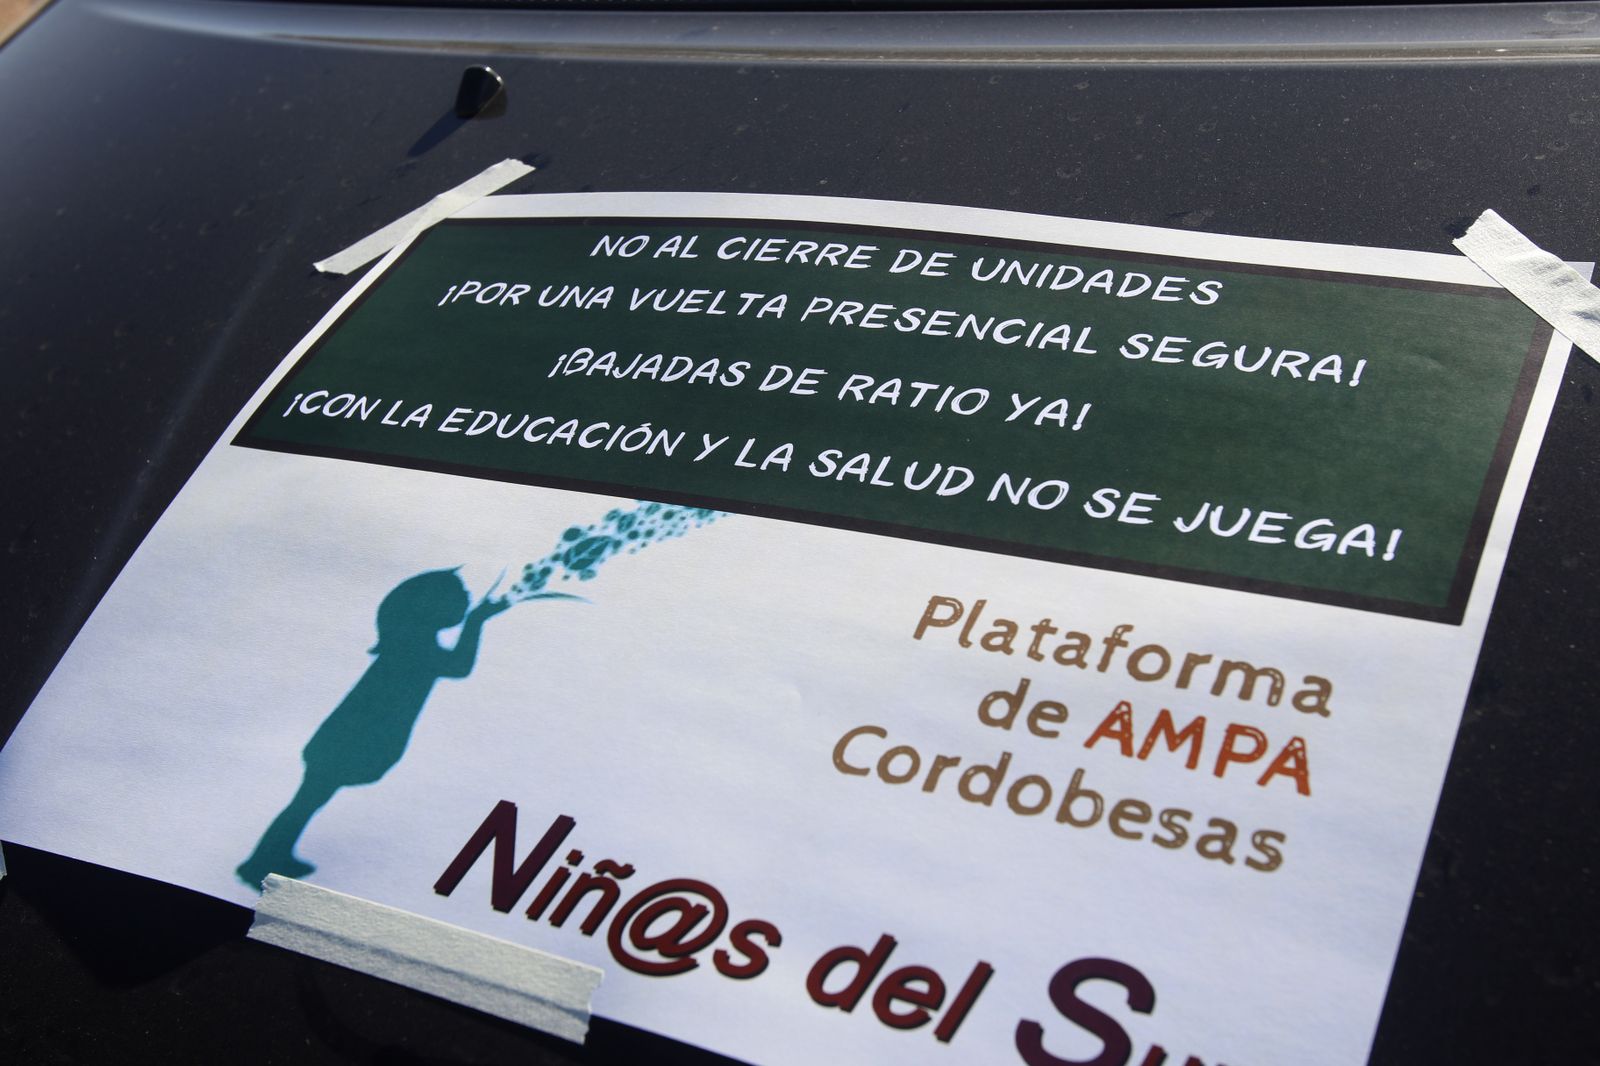 NO AL CIERRE DE UNIDADES
¡POR UNA VUELTA PRESENCIAL SEGURA!
¡BAJADAS DE RATIO YA!
¡CON LA EDUCACIÓN Y LA SALUD NO SE JUEGA!
Plataforma
de AMPA
Cordobesas
Niñ@s del